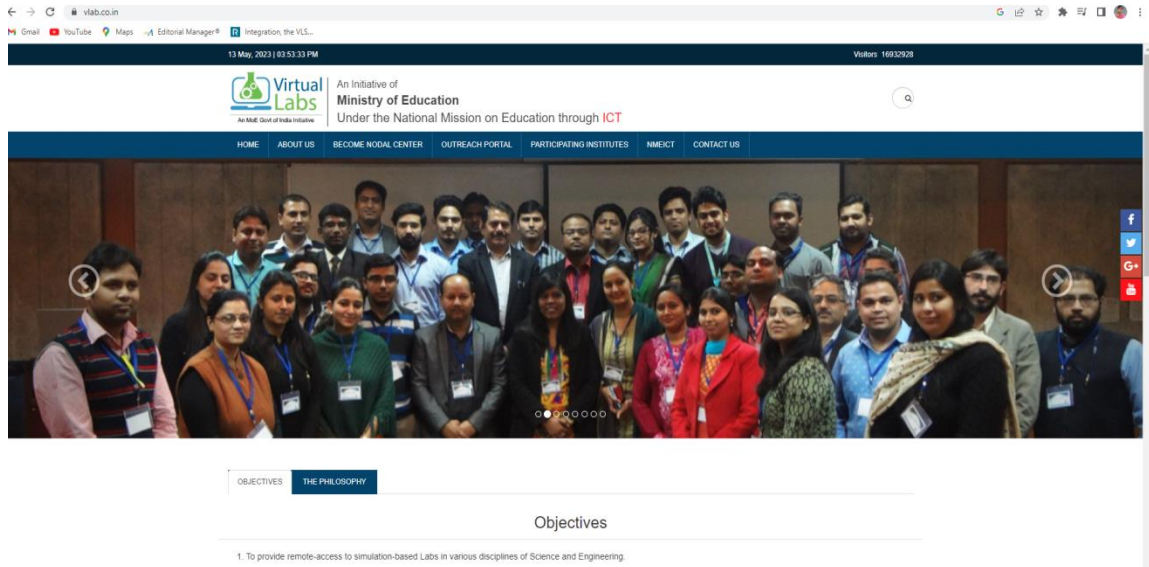 vlab.co.in
Gmail YouTube Maps Editorial Manager® Integration, the VLS...
13 May, 2023 | 03:53:33 PM Visitors 16932928
Virtual Labs
An MoE Govt of India Initiative
An Initiative of
Ministry of Education
Under the National Mission on Education through ICT
HOME ABOUT US BECOME NODAL CENTER OUTREACH PORTAL PARTICIPATING INSTITUTES NMEICT CONTACT US
OBJECTIVES THE PHILOSOPHY
Objectives
1. To provide remote-access to simulation-based Labs in various disciplines of Science and Engineering.